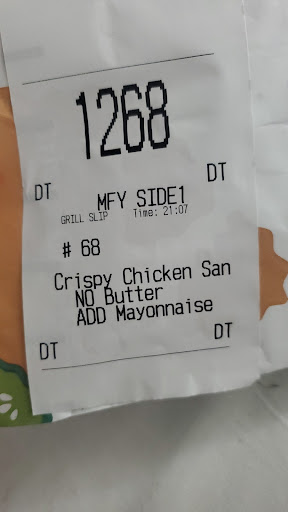 1268
DT DT
MFY SIDE1
GRILL SLIP Time: 21:07
# 68
Crispy Chicken San
NO Butter
ADD Mayonnaise
DT DT